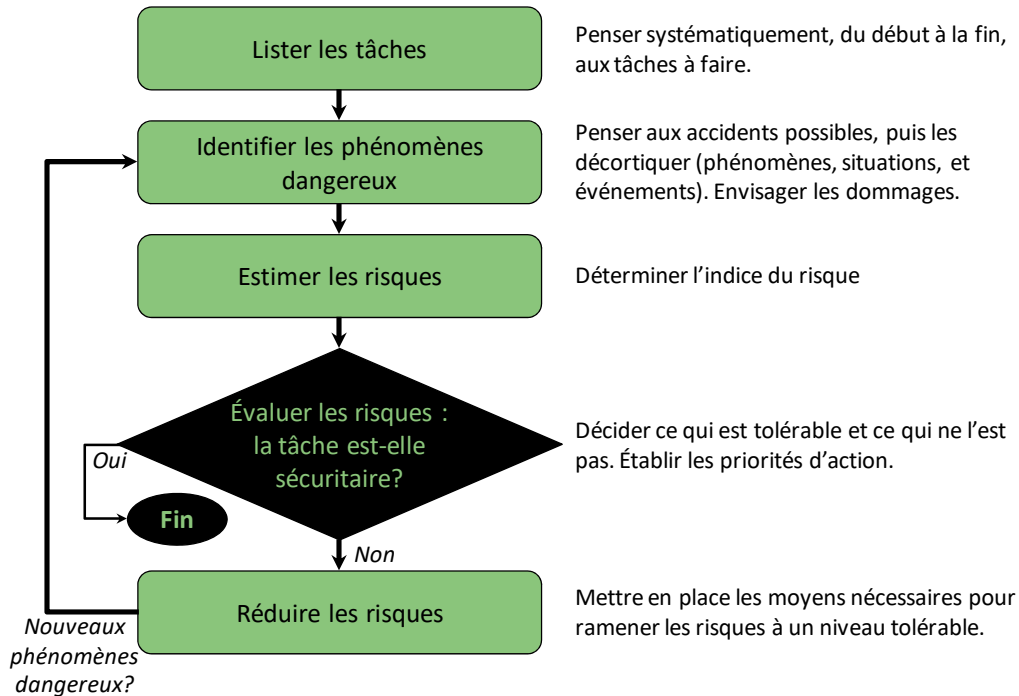 Lister les tâches
Penser systématiquement, du début à la fin,
aux tâches à faire.
Identifier les phénomènes
dangereux
Penser aux accidents possibles, puis les
décortiquer (phénomènes, situations, et
événements). Envisager les dommages.
Estimer les risques
Déterminer l’indice du risque
Évaluer les risques :
la tâche est-elle
sécuritaire?
Décider ce qui est tolérable et ce qui ne l’est
pas. Établir les priorités d’action.
Oui
Fin
Non
Réduire les risques
Mettre en place les moyens nécessaires pour
ramener les risques à un niveau tolérable.
Nouveaux
phénomènes
dangereux?